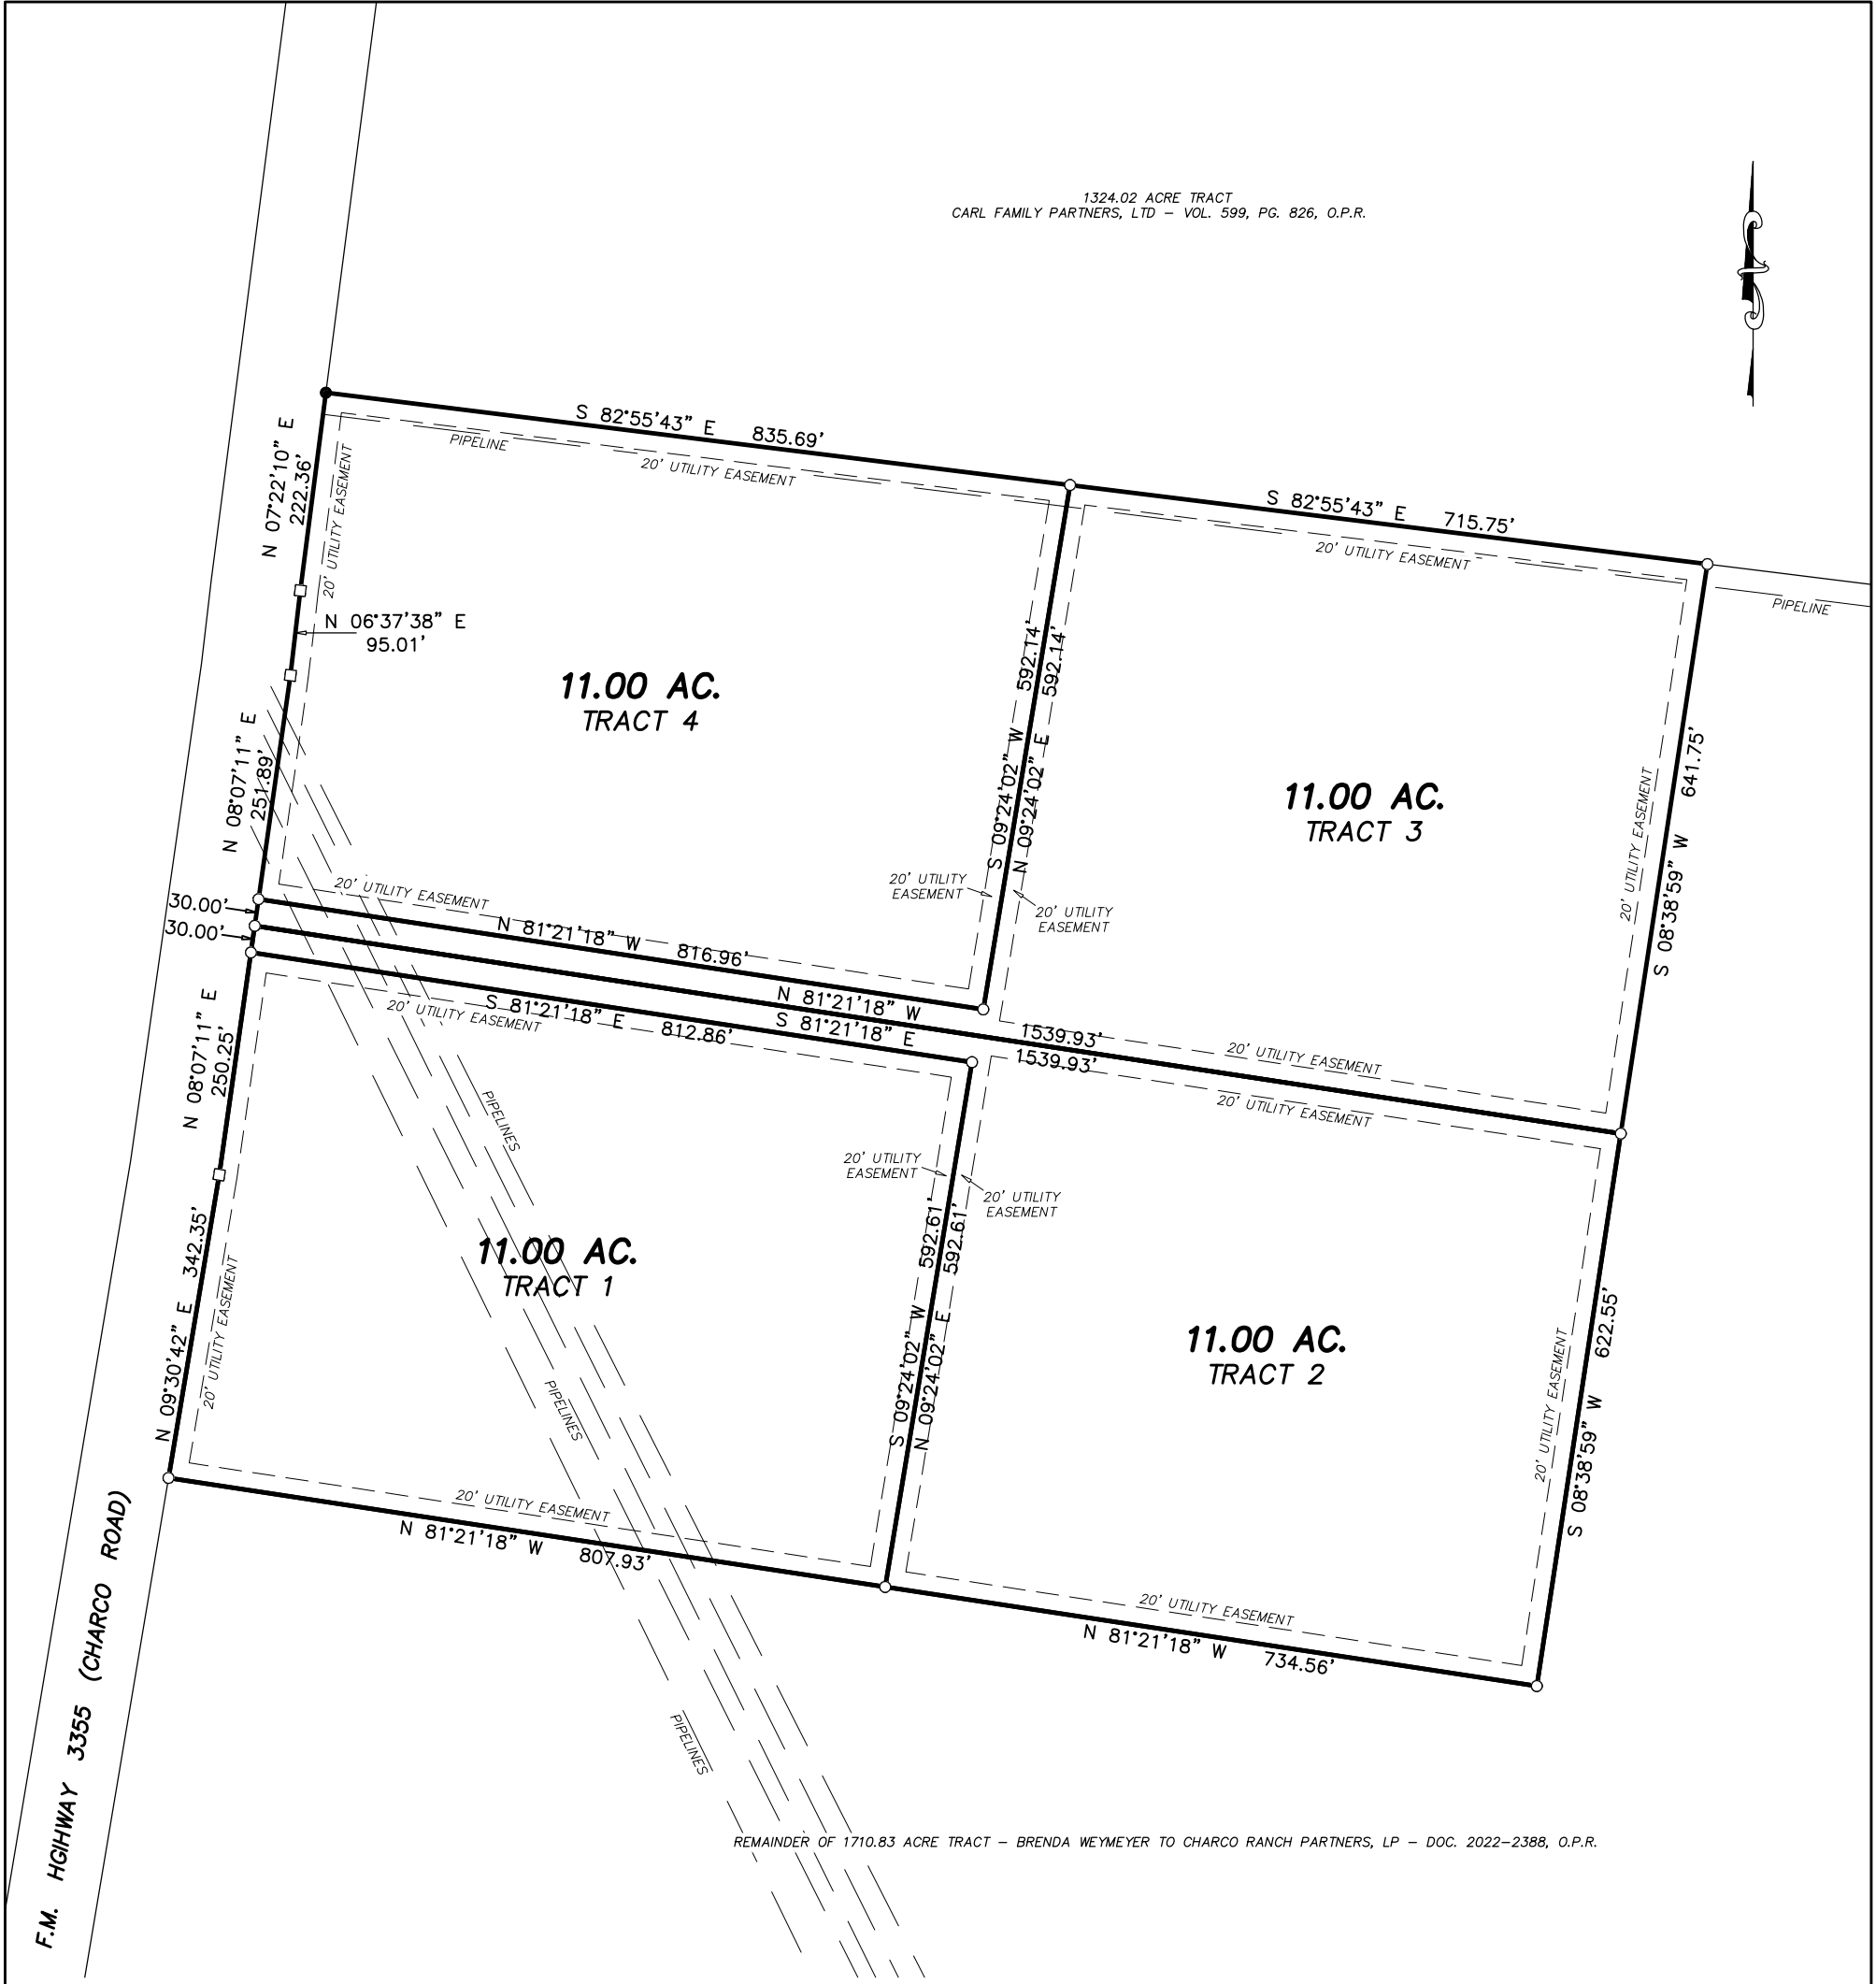 1324.02 ACRE TRACT
CARL FAMILY PARTNERS, LTD – VOL. 599, PG. 826, O.P.R.
S 82°55'43" E 835.69'
PIPELINE
20' UTILITY EASEMENT
N 07°22'10" E
222.36'
20' UTILITY EASEMENT
S 82°55'43" E 715.75'
20' UTILITY EASEMENT
PIPELINE
N 06°37'38" E
95.01'
11.00 AC.
TRACT 4
S 09°24'02" W 592.14'
N 09°24'02" E 592.14'
N 08°07'11" E
251.89'
11.00 AC.
TRACT 3
20' UTILITY EASEMENT
S 08°38'59" W 641.75'
20' UTILITY
EASEMENT
20' UTILITY
EASEMENT
20' UTILITY EASEMENT
30.00'
30.00'
N 81°21'18" W 816.96'
N 81°21'18" W 1539.93'
S 81°21'18" E 1539.93'
20' UTILITY EASEMENT
S 81°21'18" E 812.86'
20' UTILITY EASEMENT
20' UTILITY EASEMENT
N 08°07'11" E
250.25'
PIPELINES
20' UTILITY
EASEMENT
20' UTILITY
EASEMENT
11.00 AC.
TRACT 1
S 09°24'02" W 592.61'
N 09°24'02" E 592.61'
N 09°30'42" E 342.35'
20' UTILITY EASEMENT
11.00 AC.
TRACT 2
20' UTILITY EASEMENT
S 08°38'59" W 622.55'
PIPELINES
20' UTILITY EASEMENT
N 81°21'18" W 807.93'
20' UTILITY EASEMENT
N 81°21'18" W 734.56'
F.M. HGIHWAY 3355 (CHARCO ROAD)
PIPELINES
REMAINDER OF 1710.83 ACRE TRACT – BRENDA WEYMEYER TO CHARCO RANCH PARTNERS, LP – DOC. 2022–2388, O.P.R.